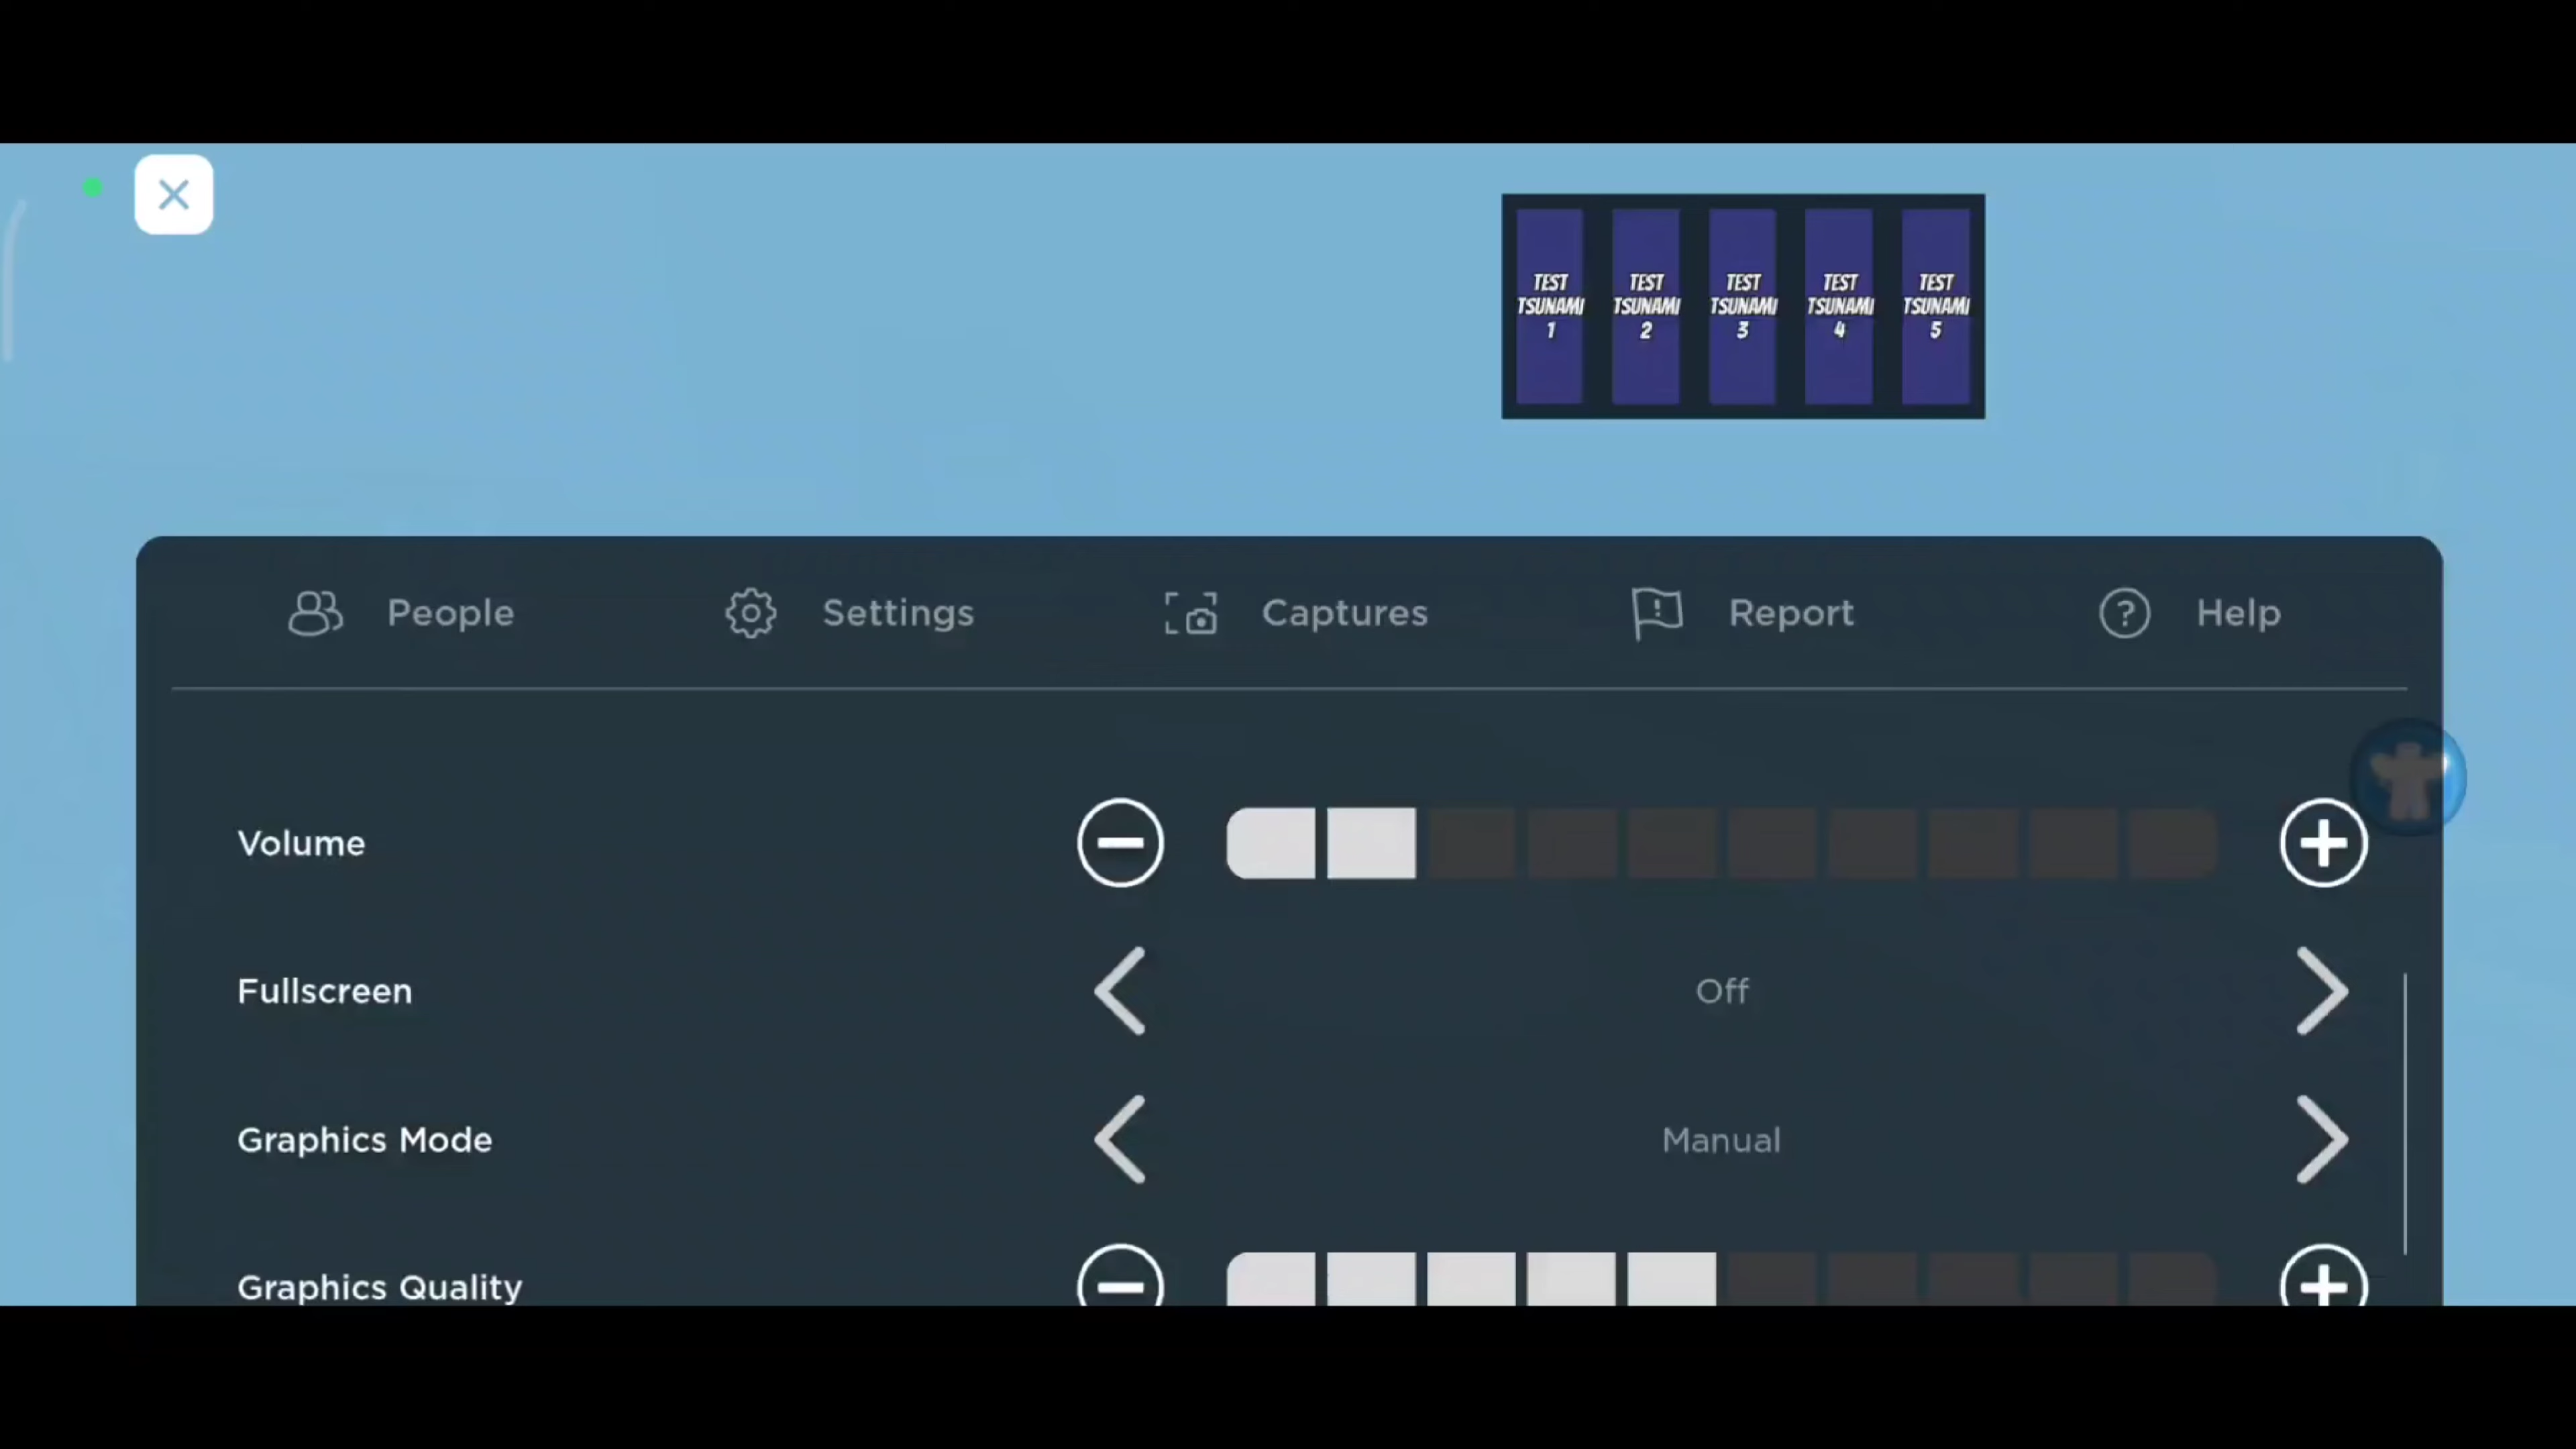 TEST TSUNAMI 1
TEST TSUNAMI 2
TEST TSUNAMI 3
TEST TSUNAMI 4
TEST TSUNAMI 5
People
Settings
Captures
Report
Help
Volume
Fullscreen
Off
Graphics Mode
Manual
Graphics Quality